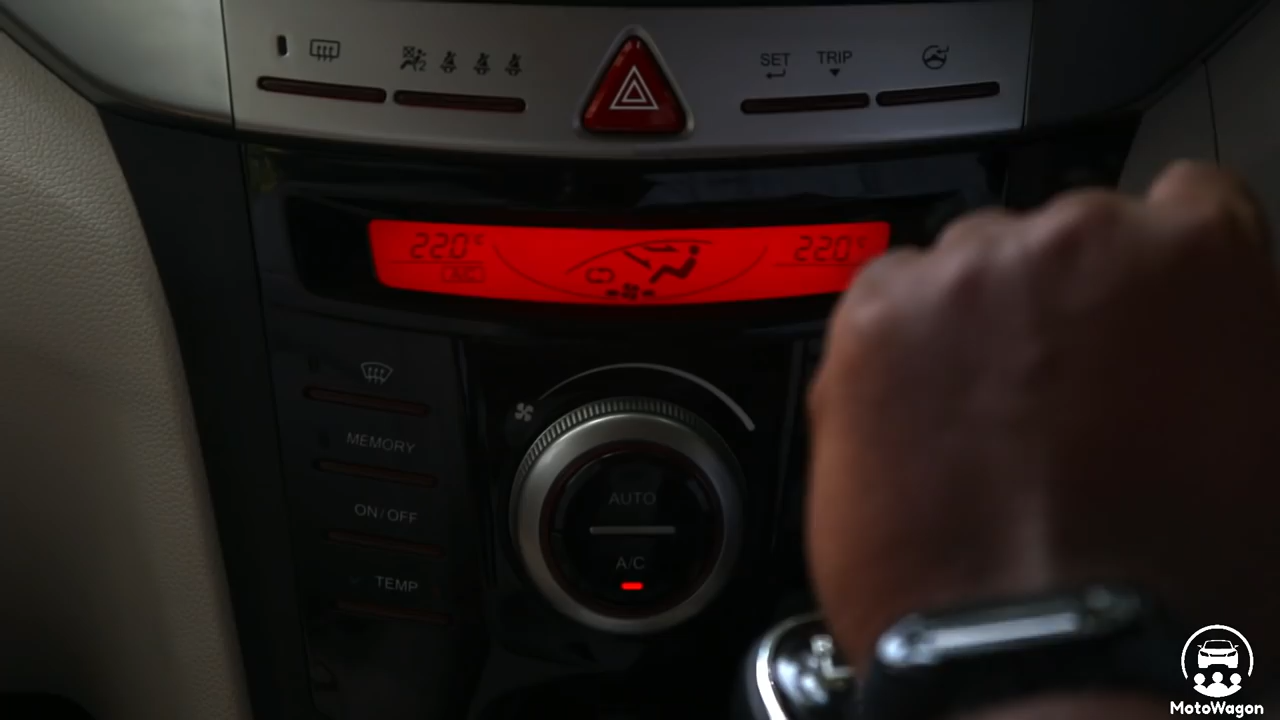 SET
TRIP
22.0°C
22.0°C
A/C
MEMORY
ON/OFF
TEMP
AUTO
A/C
MotoWagon